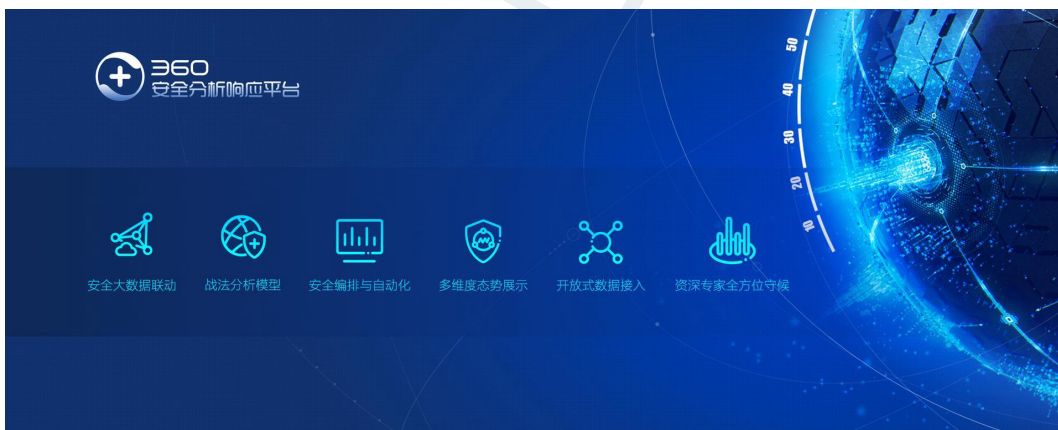 360
安全分析响应平台
50
40
30
20
10
安全大数据联动
战法分析模型
安全编排与自动化
多维度态势展示
开放式数据接入
资深专家全方位守候